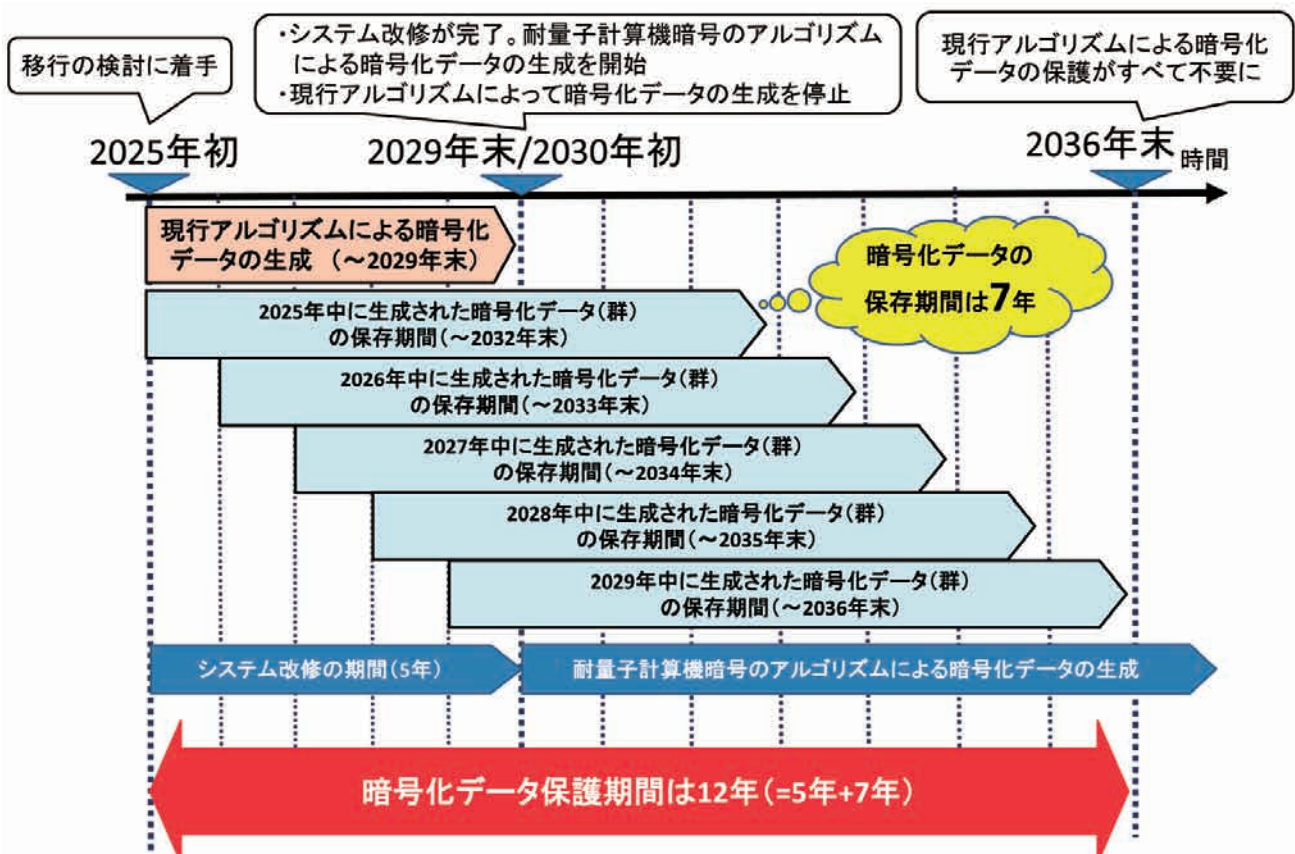 移行の検討に着手
・システム改修が完了。耐量子計算機暗号のアルゴリズム
による暗号化データの生成を開始
・現行アルゴリズムによって暗号化データの生成を停止
現行アルゴリズムによる暗号化
データの保護がすべて不要に
2025年初
2029年末/2030年初
2036年末
時間
現行アルゴリズムによる暗号化
データの生成 (～2029年末)
暗号化データの
保存期間は7年
2025年中に生成された暗号化データ(群)
の保存期間(～2032年末)
2026年中に生成された暗号化データ(群)
の保存期間(～2033年末)
2027年中に生成された暗号化データ(群)
の保存期間(～2034年末)
2028年中に生成された暗号化データ(群)
の保存期間(～2035年末)
2029年中に生成された暗号化データ(群)
の保存期間(～2036年末)
システム改修の期間(5年)
耐量子計算機暗号のアルゴリズムによる暗号化データの生成
暗号化データ保護期間は12年(=5年+7年)